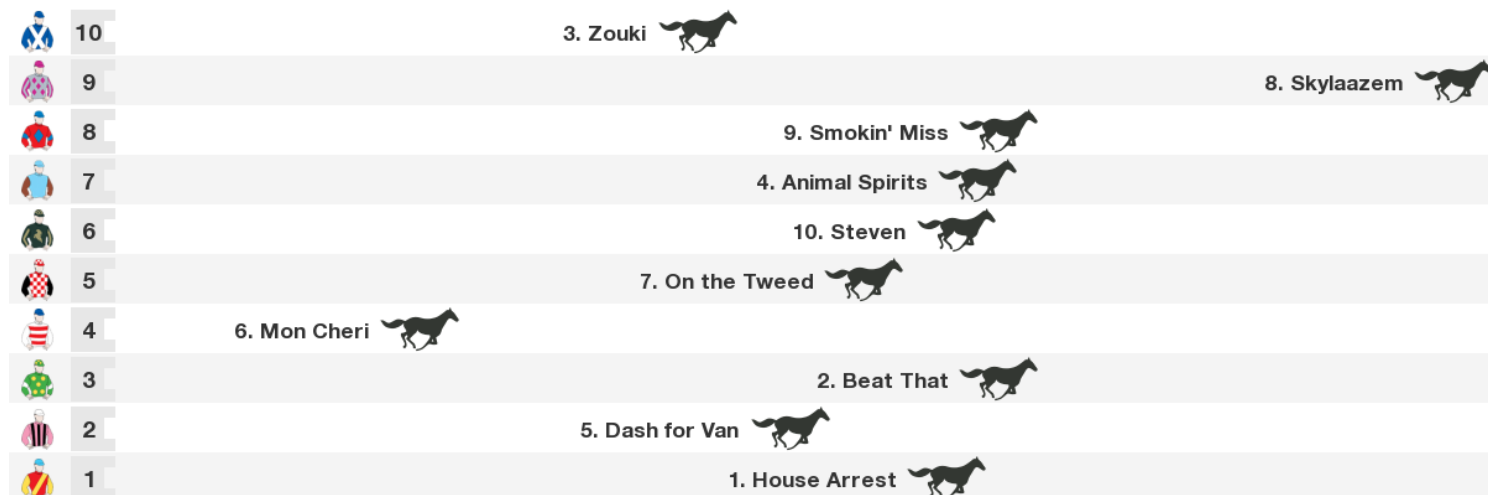 10 3. Zouki
9 8. Skylaazem
8 9. Smokin' Miss
7 4. Animal Spirits
6 10. Steven
5 7. On the Tweed
4 6. Mon Cheri
3 2. Beat That
2 5. Dash for Van
1 1. House Arrest